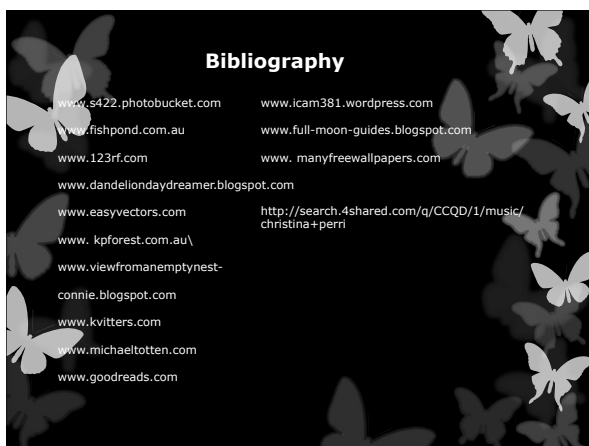 Bibliography
www.s422.photobucket.com
www.fishpond.com.au
www.123rf.com
www.dandeliondaydreamer.blogspot.com
www.easyvectors.com
www. kpforest.com.au\
www.viewfromanemptynest-
connie.blogspot.com
www.kvitters.com
www.michaeltotten.com
www.goodreads.com
www.icam381.wordpress.com
www.full-moon-guides.blogspot.com
www. manyfreewallpapers.com
http://search.4shared.com/q/CCQD/1/music/
christina+perri